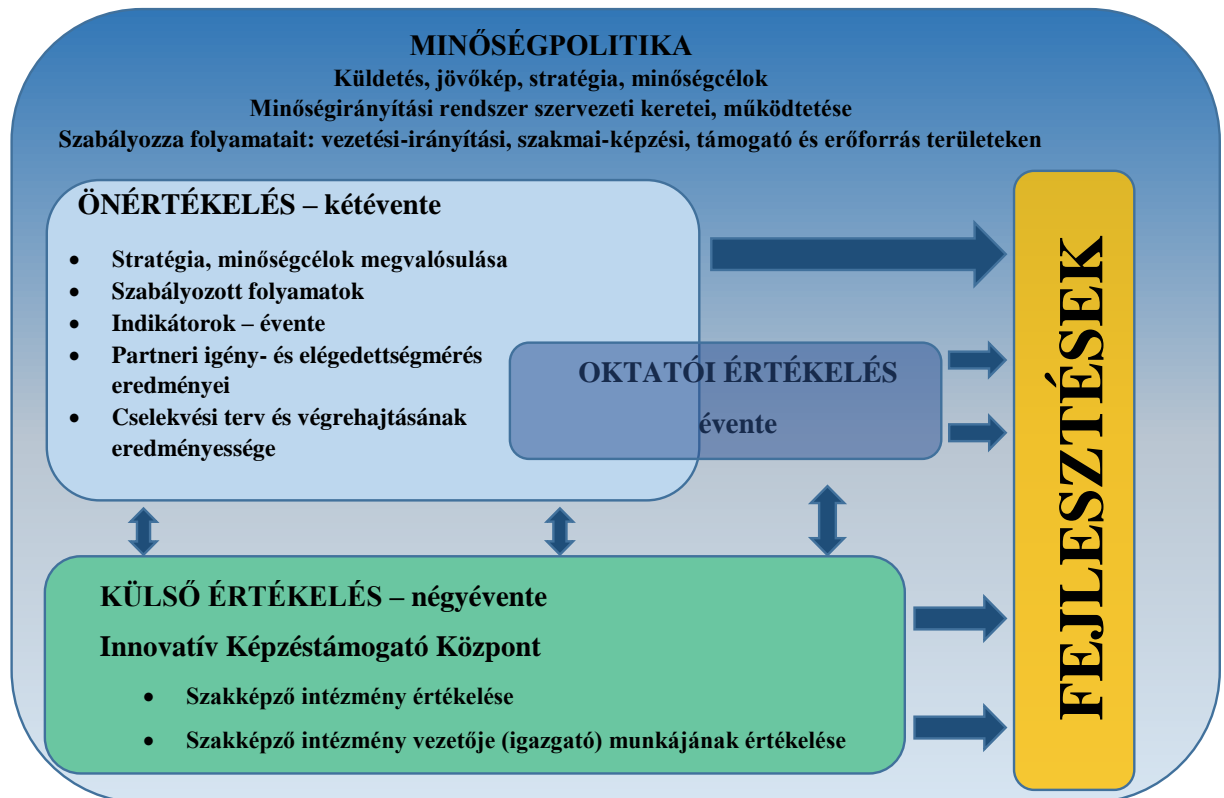 MINŐSÉGPOLITIKA
Küldetés, jövőkép, stratégia, minőségcélok
Minőségirányítási rendszer szervezeti keretei, működtetése
Szabályozza folyamatait: vezetési-irányítási, szakmai-képzési, támogató és erőforrás területeken
ÖNÉRTÉKELÉS – kétévente
• Stratégia, minőségcélok megvalósulása
• Szabályozott folyamatok
• Indikátorok – évente
• Partneri igény- és elégedettségmérés
eredményei
• Cselekvési terv és végrehajtásának
eredményessége
OKTATÓI ÉRTÉKELÉS
évente
KÜLSŐ ÉRTÉKELÉS – négyévente
Innovatív Képzéstámogató Központ
• Szakképző intézmény értékelése
• Szakképző intézmény vezetője (igazgató) munkájának értékelése
FEJLESZTÉSEK